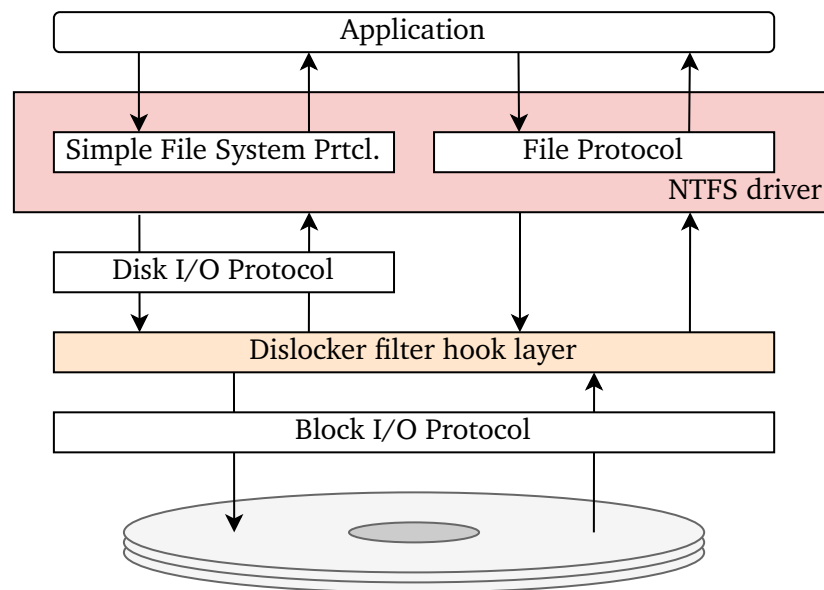 Application
Simple File System Prtcl.
File Protocol
NTFS driver
Disk I/O Protocol
Dislocker filter hook layer
Block I/O Protocol